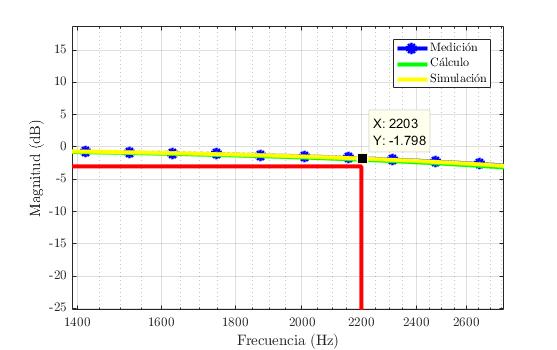 Medición
Cálculo
Simulación
X: 2203
Y: -1.798
Magnitud (dB)
15
10
5
0
-5
-10
-15
-20
-25
1400
1600
1800
2000
2200
2400
2600
Frecuencia (Hz)